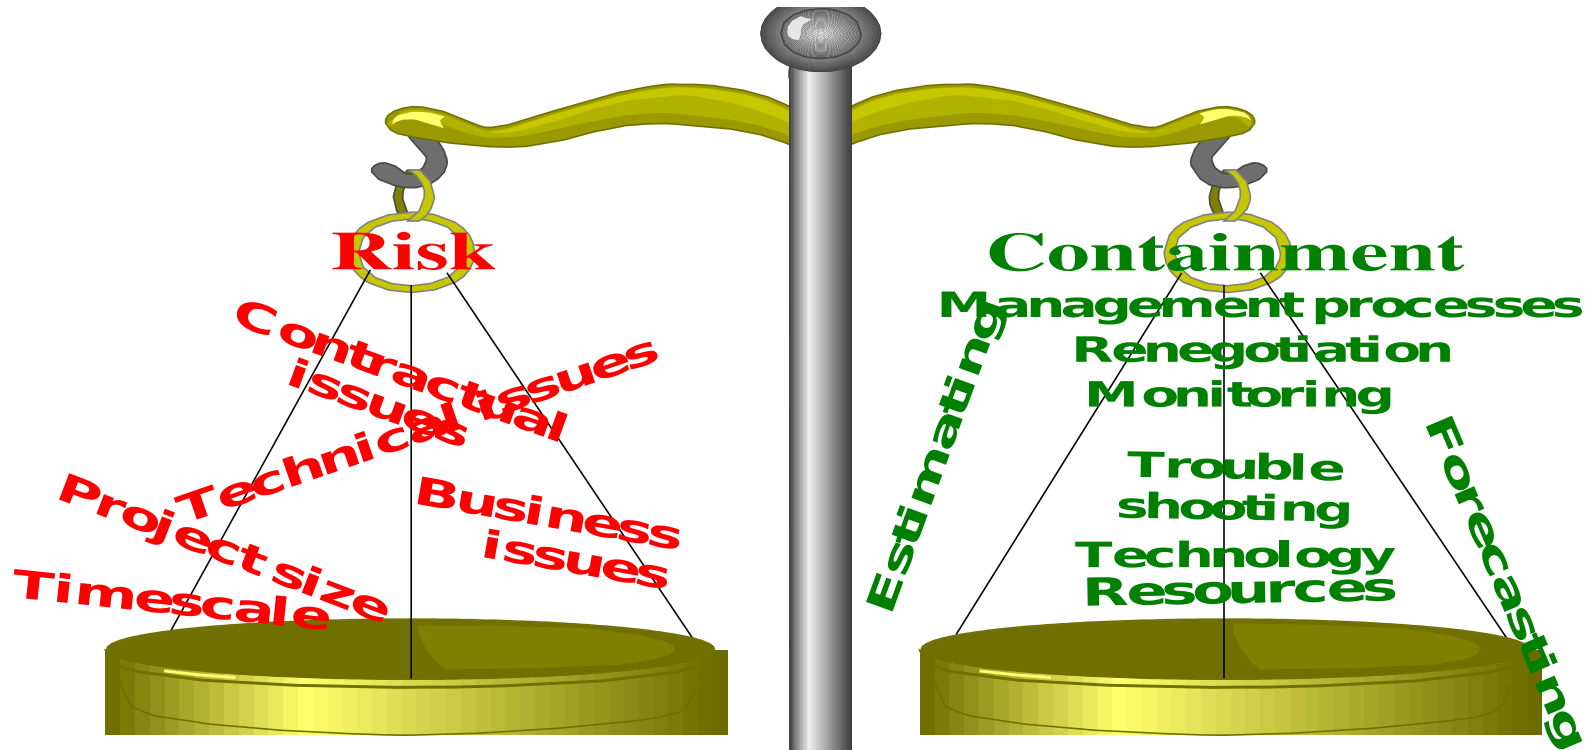 Risk
Contractual
issues
Technical issues
Project size
Timescale
Business
issues
Containment
Management processes
Renegotiation
Monitoring
Estimating
Trouble
shooting
Technology
Resources
Forecasting